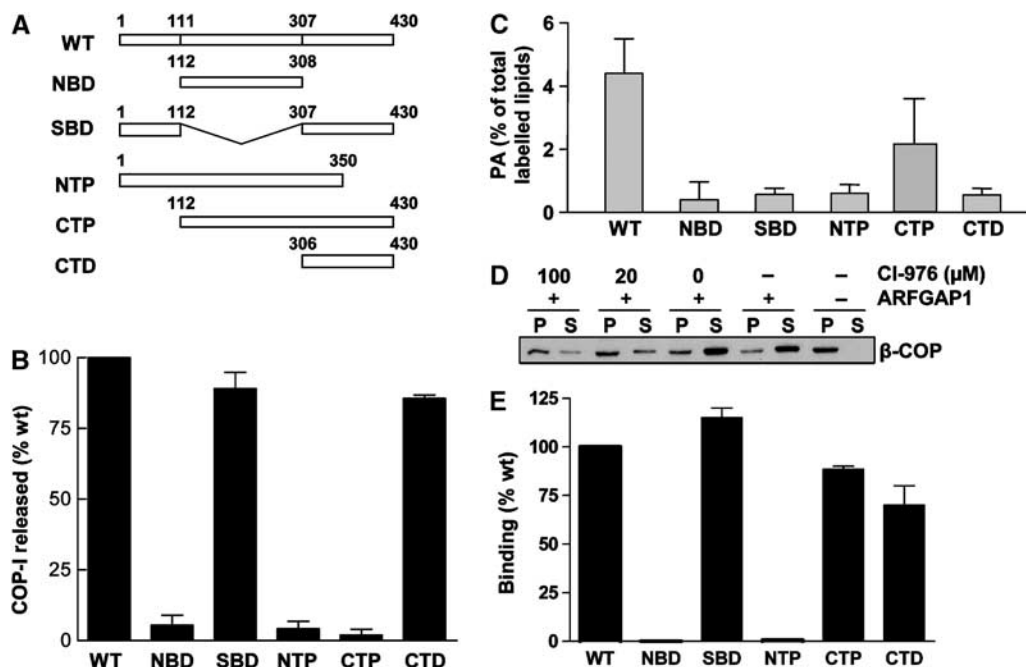 A
1 111 307 430
WT
112 308
NBD
1 112 307 430
SBD
1 350
NTP
112 430
CTP
306 430
CTD
B
COP-I released (% wt)
100
75
50
25
0
WT NBD SBD NTP CTP CTD
C
PA (% of total
labelled lipids)
6
4
2
0
WT NBD SBD NTP CTP CTD
D
100 20 0 – – CI-976 (µM)
+ + + + – ARFGAP1
P S P S P S P S P S
β-COP
E
Binding (% wt)
125
100
75
50
25
0
WT NBD SBD NTP CTP CTD